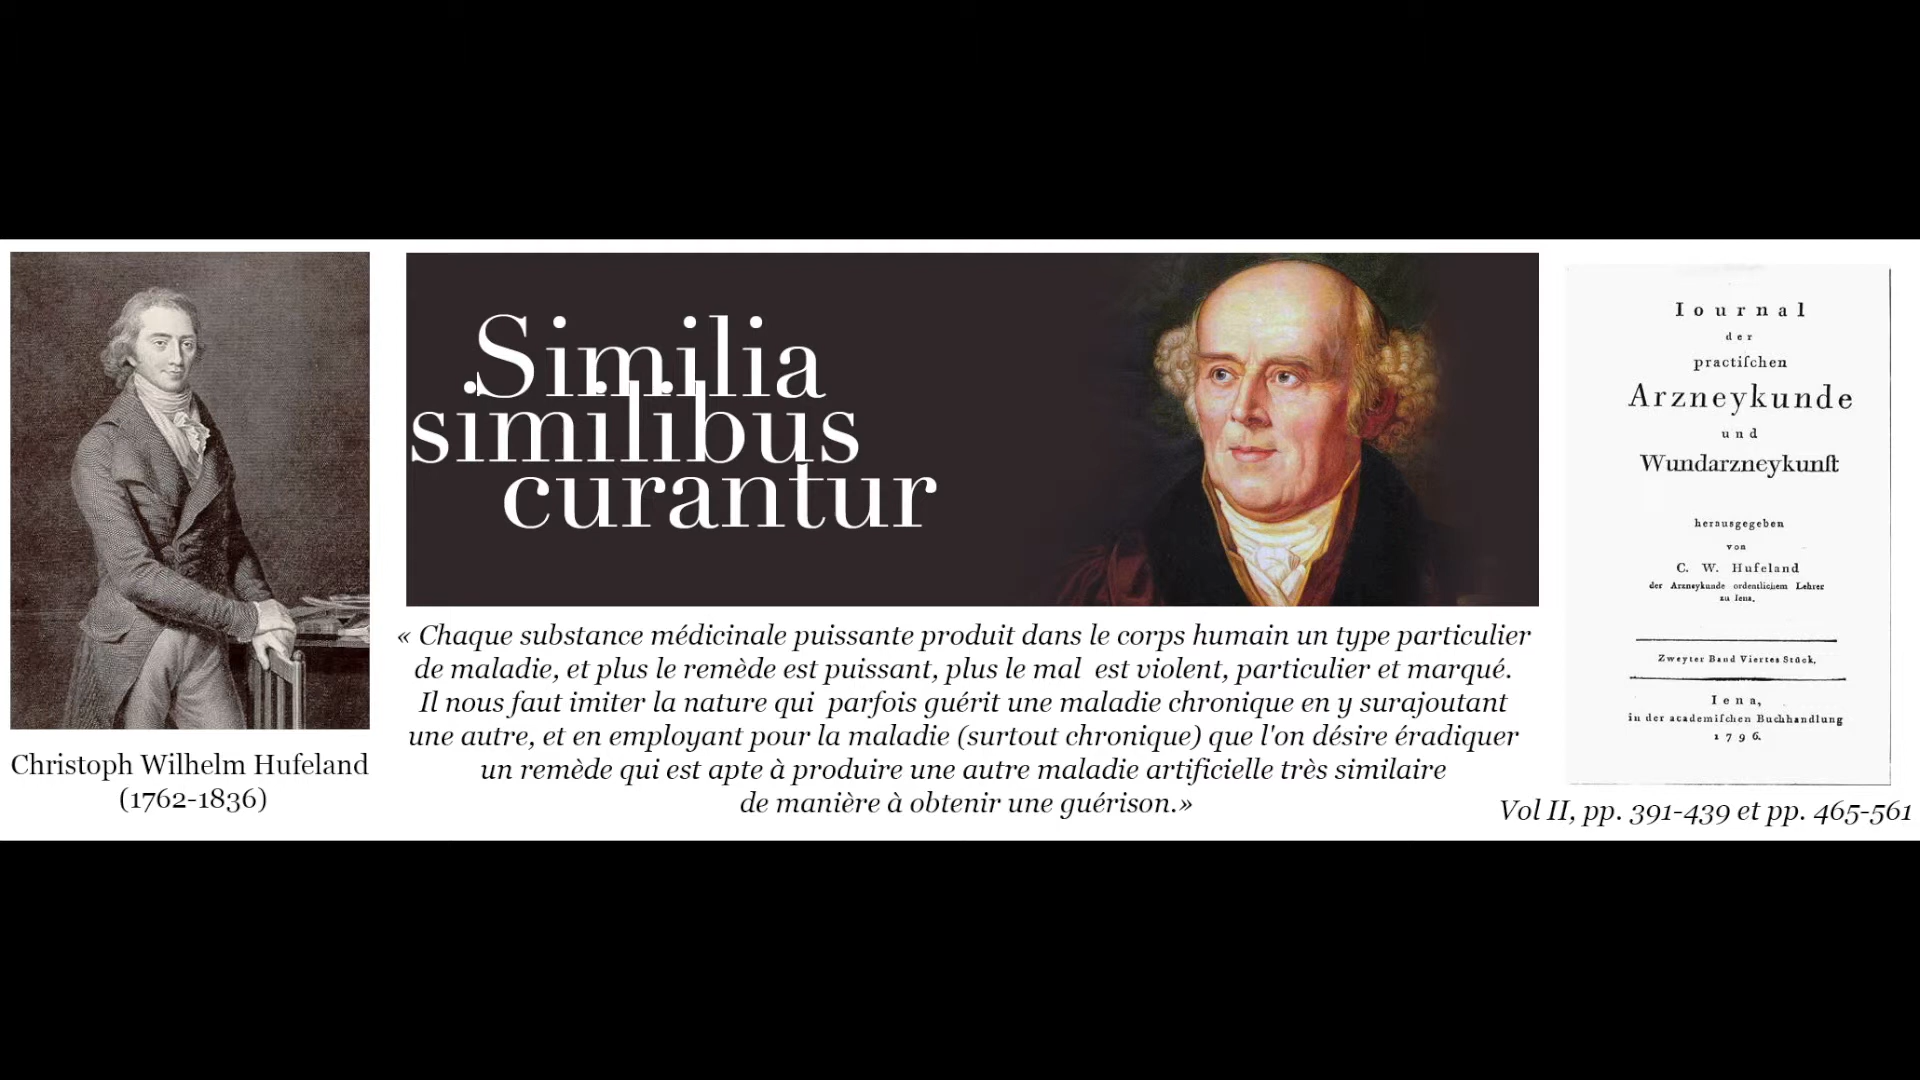 Similia
similibus
curantur
« Chaque substance médicinale puissante produit dans le corps humain un type particulier
de maladie, et plus le remède est puissant, plus le mal est violent, particulier et marqué.
Il nous faut imiter la nature qui parfois guérit une maladie chronique en y surajoutant
une autre, et en employant pour la maladie (surtout chronique) que l'on désire éradiquer
un remède qui est apte à produire une autre maladie artificielle très similaire
de manière à obtenir une guérison.»
Christoph Wilhelm Hufeland
(1762-1836)
Iournal
der
practiſchen
Arzneykunde
und
Wundarzneykunſt
herausgegeben
von
C. W. Hufeland
der Arzneykunde ordentlichem Lehrer
zu Iena.
Zweyter Band Viertes Stück.
Iena,
in der academiſchen Buchhandlung
1796.
Vol II, pp. 391-439 et pp. 465-561